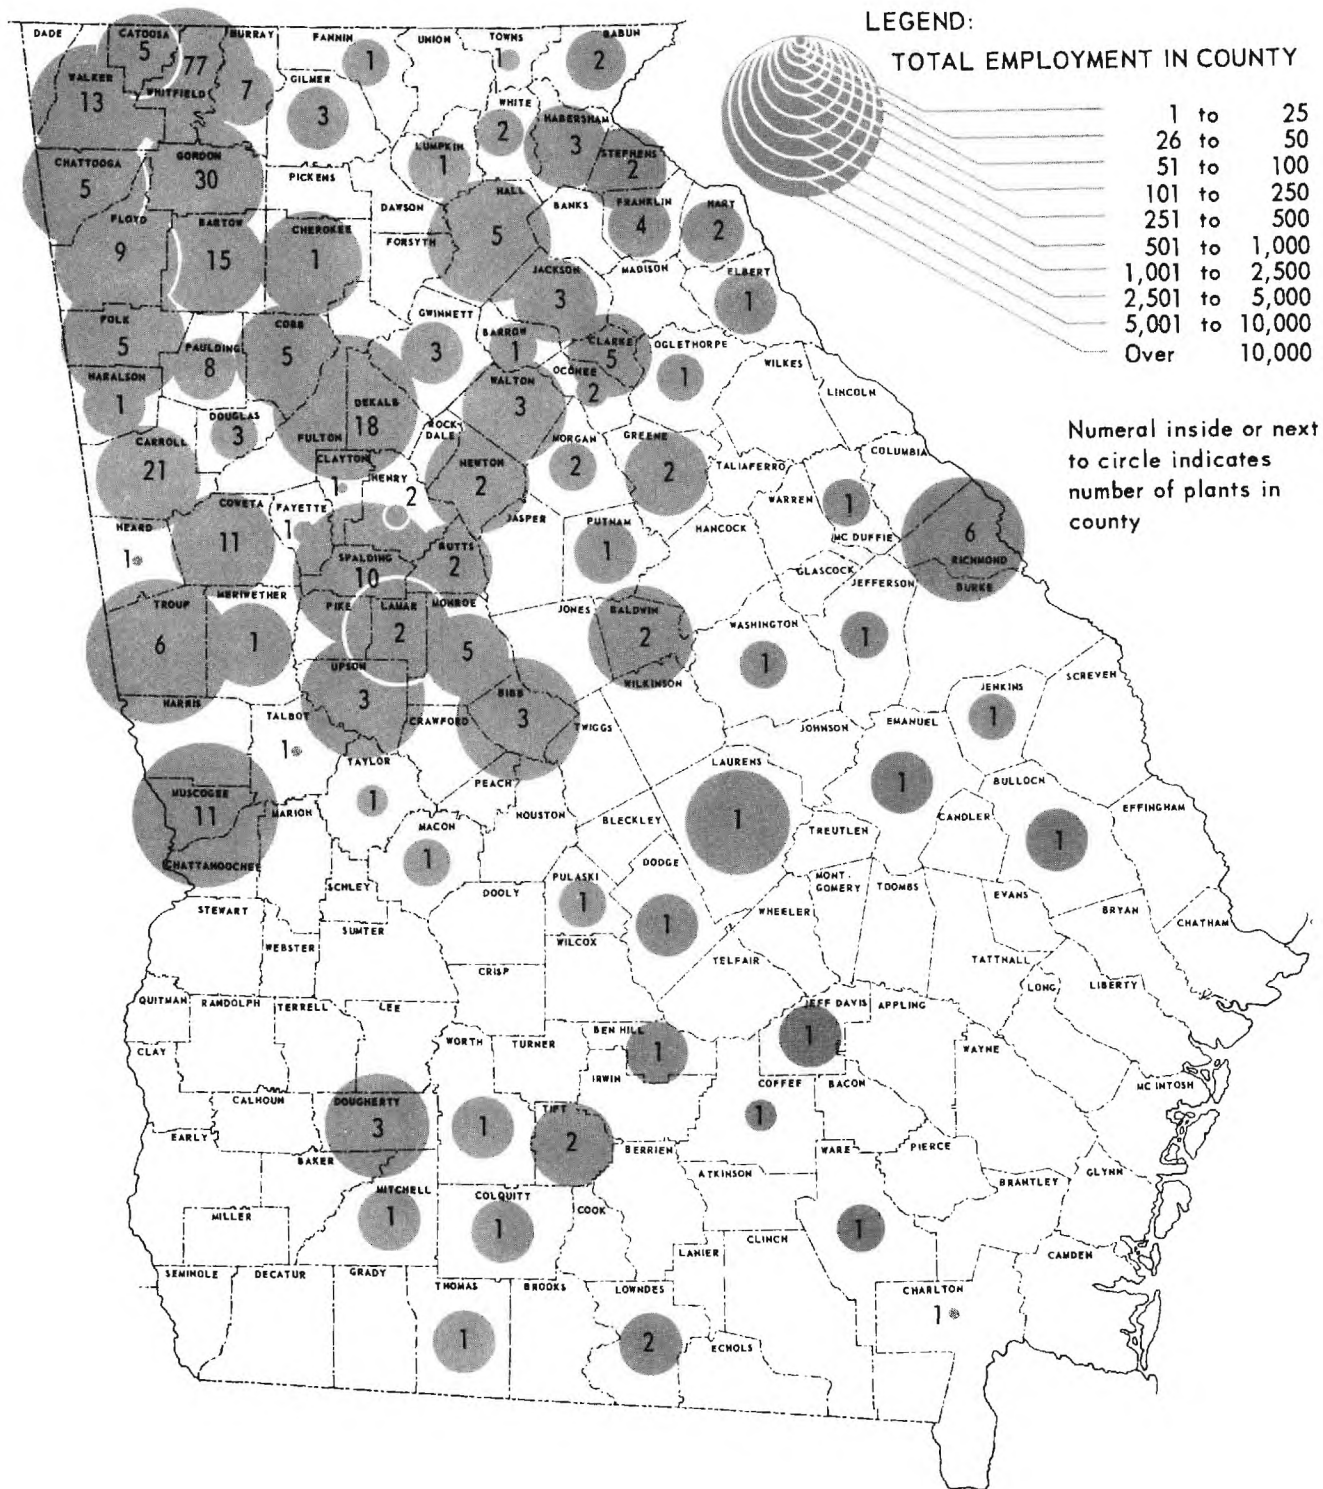 LEGEND:
TOTAL EMPLOYMENT IN COUNTY
1 to 25
26 to 50
51 to 100
101 to 250
251 to 500
501 to 1,000
1,001 to 2,500
2,501 to 5,000
5,001 to 10,000
Over 10,000
Numeral inside or next
to circle indicates
number of plants in
county
DADE
CATOOSA
5
77
WHITFIELD
MURRAY
7
FANNIN
1
UNION
TOWNS
1
RABUN
2
WALKER
13
GILMER
3
WHITE
2
HABERSHAM
3
STEPHENS
2
LUMPKIN
1
CHATTOOGA
5
GORDON
30
PICKENS
DAWSON
HALL
5
BANKS
FRANKLIN
4
HART
2
FLOYD
9
BARTOW
15
CHEROKEE
1
FORSYTH
JACKSON
3
MADISON
ELBERT
1
POLK
5
PAULDING
8
COBB
5
GWINNETT
3
BARROW
1
CLARKE
5
OCONEE
2
OGLETHORPE
1
WILKES
LINCOLN
HARALSON
1
DOUGLAS
3
FULTON
DEKALB
18
ROCK-
DALE
WALTON
3
MORGAN
2
GREENE
2
TALIAFERRO
COLUMBIA
CARROLL
21
CLAYTON
1
HENRY
2
NEWTON
2
JASPER
PUTNAM
1
HANCOCK
WARREN
1
MC DUFFIE
6
RICHMOND
BURKE
HEARD
1
COWETA
11
FAYETTE
1
SPALDING
10
BUTTS
2
GLASCOCK
JEFFERSON
1
TROUP
6
MERIWETHER
1
PIKE
LAMAR
2
MONROE
5
JONES
BALDWIN
2
WILKINSON
WASHINGTON
1
HARRIS
TALBOT
1
UPSON
3
CRAWFORD
BIBB
3
TWIGGS
JOHNSON
EMANUEL
1
JENKINS
1
SCREVEN
MUSCOGEE
11
CHATTAHOOCHEE
MARION
TAYLOR
1
PEACH
HOUSTON
BLECKLEY
LAURENS
1
TREUTLEN
CANDLER
BULLOCH
1
EFFINGHAM
MACON
1
SCHLEY
DOOLY
PULASKI
1
DODGE
1
WHEELER
MONT-
GOMERY
TOOMBS
EVANS
BRYAN
CHATHAM
STEWART
WEBSTER
SUMTER
CRISP
WILCOX
TELFAIR
TATTNALL
LONG
LIBERTY
QUITMAN
RANDOLPH
TERRELL
LEE
WORTH
1
TURNER
BEN HILL
1
IRWIN
JEFF DAVIS
1
APPLING
WAYNE
MC INTOSH
CLAY
CALHOUN
DOUGHERTY
3
TIFT
2
COFFEE
1
BACON
EARLY
BAKER
BERRIEN
ATKINSON
WARE
1
PIERCE
BRANTLEY
GLYNN
MILLER
MITCHELL
1
COLQUITT
1
COOK
LANIER
CLINCH
CAMDEN
SEMINOLE
DECATUR
GRADY
THOMAS
1
BROOKS
LOWNDES
2
ECHOLS
CHARLTON
1